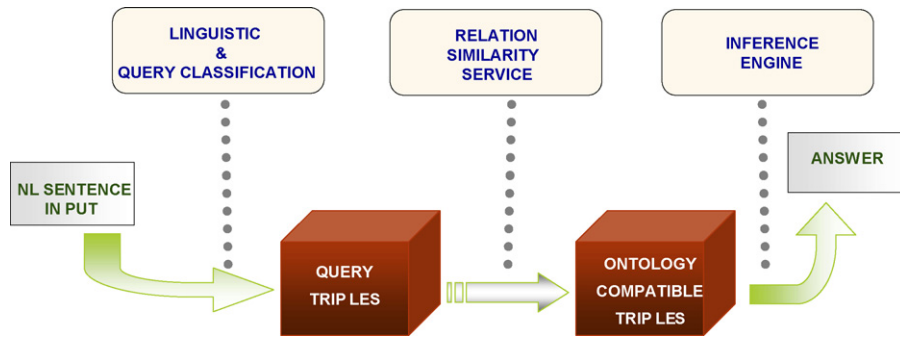 LINGUISTIC
&
QUERY CLASSIFICATION
RELATION
SIMILARITY
SERVICE
INFERENCE
ENGINE
NL SENTENCE
IN PUT
ANSWER
QUERY
TRIP LES
ONTOLOGY
COMPATIBLE
TRIP LES